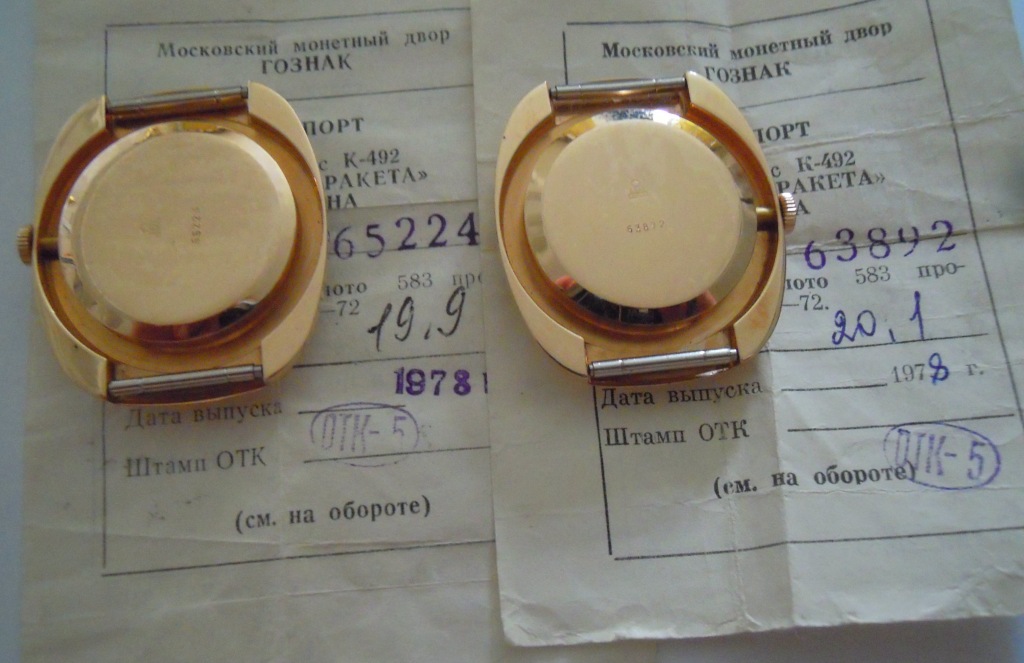 Московский монетный двор
ГОЗНАК
ПОРТ
с К-492
РАКЕТА»
НА
65224
583 про
-72
19,9
1978
Дата выпуска
ОТК-5
Штамп ОТК
(см. на обороте)
Московский монетный двор
ГОЗНАК
ПОРТ
с К-492
РАКЕТА»
А
63892
лото 583 про-
—72.
20,1
63892
Дата выпуска 1978 г.
Штамп ОТК
ОТК-5
(см. на обороте)